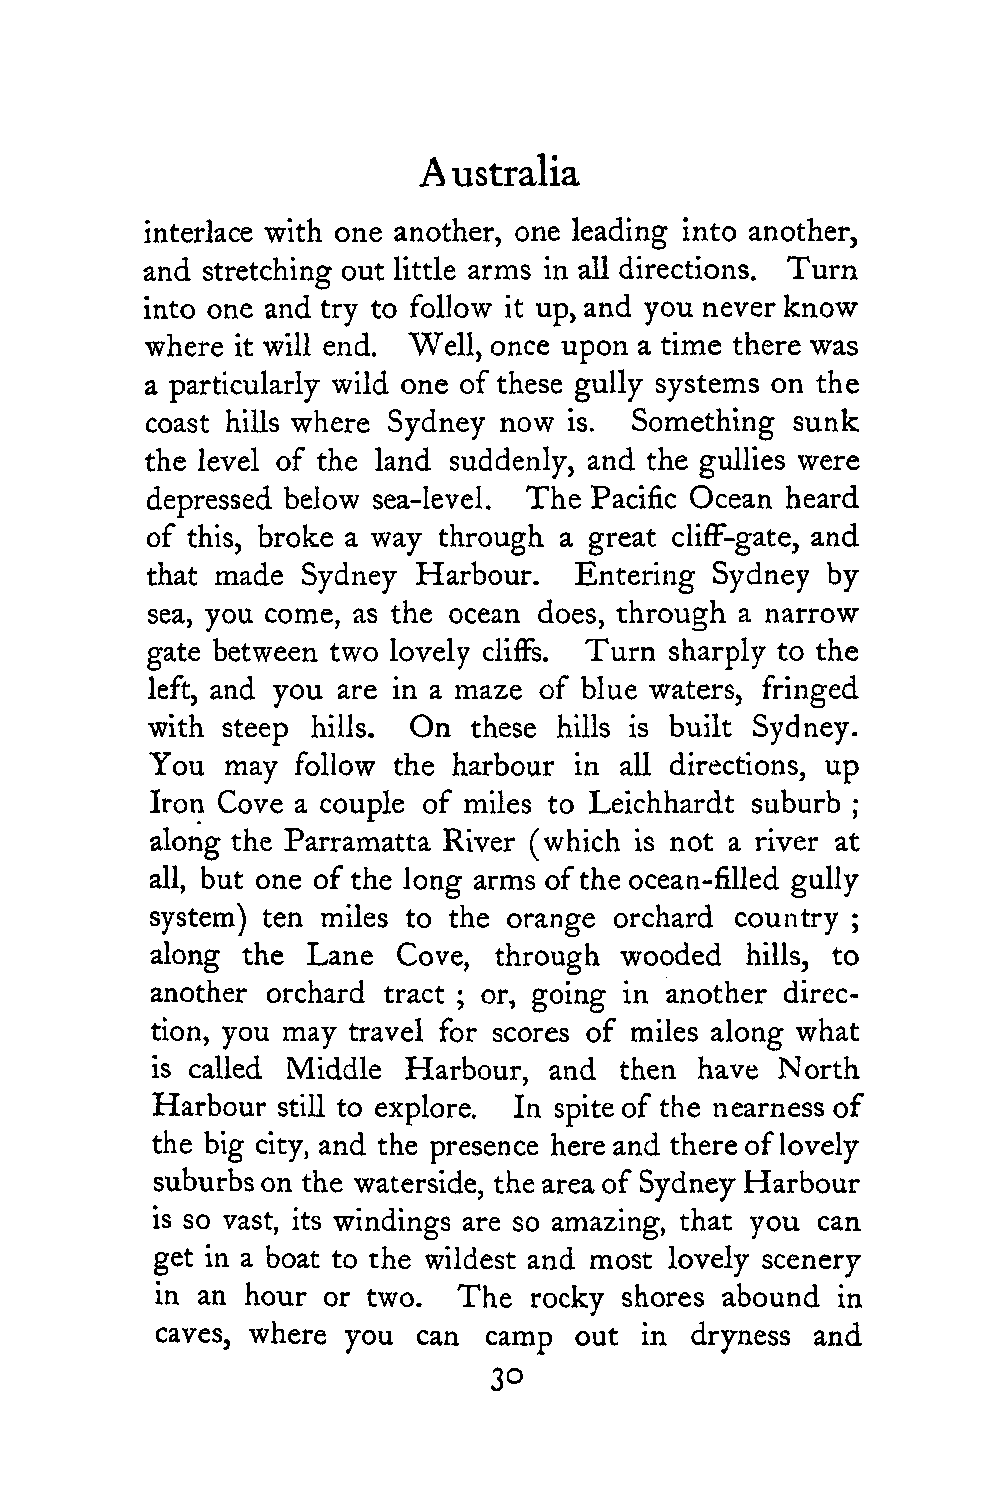 Australia
interlace with one another, one leading into another,
and stretching out little arms in all directions. Turn
into one and try to follow it up, and you never know
where it will end. Well, once upon a time there was
a particularly wild one of these gully systems on the
coast hills where Sydney now is. Something sunk
the level of the land suddenly, and the gullies were
depressed below sea-level. The Pacific Ocean heard
of this, broke a way through a great cliff-gate, and
that made Sydney Harbour. Entering Sydney by
sea, you come, as the ocean does, through a narrow
gate between two lovely cliffs. Turn sharply to the
left, and you are in a maze of blue waters, fringed
with steep hills. On these hills is built Sydney.
You may follow the harbour in all directions, up
Iron Cove a couple of miles to Leichhardt suburb ;
along the Parramatta River (which is not a river at
all, but one of the long arms of the ocean-filled gully
system) ten miles to the orange orchard country ;
along the Lane Cove, through wooded hills, to
another orchard tract ; or, going in another direc-
tion, you may travel for scores of miles along what
is called Middle Harbour, and then have North
Harbour still to explore. In spite of the nearness of
the big city, and the presence here and there of lovely
suburbs on the waterside, the area of Sydney Harbour
is so vast, its windings are so amazing, that you can
get in a boat to the wildest and most lovely scenery
in an hour or two. The rocky shores abound in
caves, where you can camp out in dryness and
30